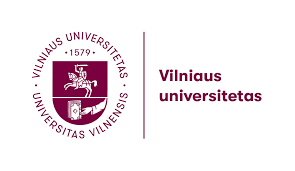 VILNIAUS UNIVERSITETAS
· 1579 ·
UNIVERSITAS VILNENSIS
Vilniaus
universitetas